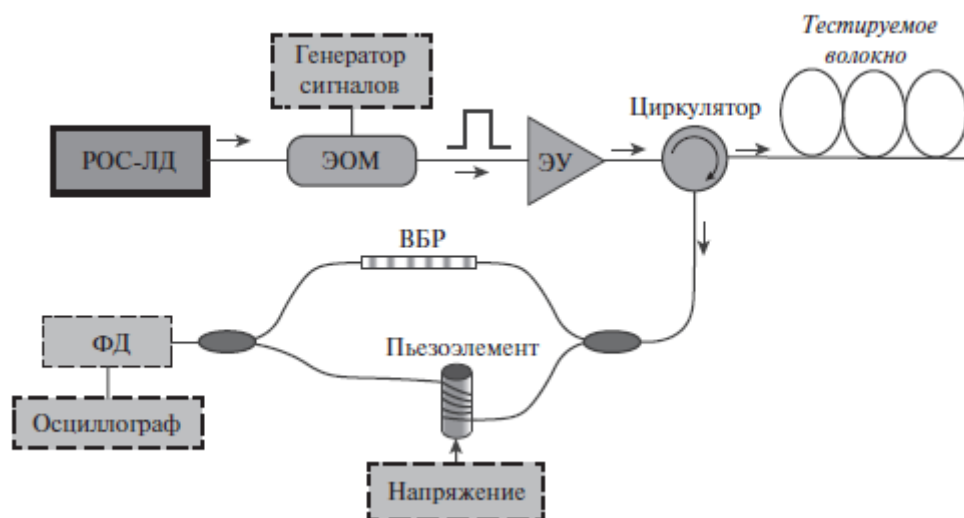 Тестируемое
волокно
Генератор
сигналов
Циркулятор
РОС-ЛД
ЭОМ
ЭУ
ВБР
ФД
Пьезоэлемент
Осциллограф
Напряжение